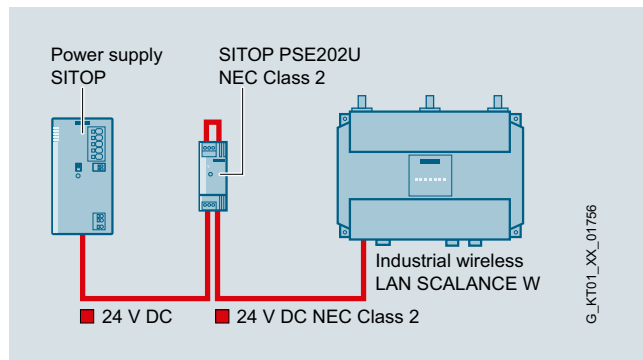 Power supply
SITOP
SITOP PSE202U
NEC Class 2
Industrial wireless
LAN SCALANCE W
24 V DC
24 V DC NEC Class 2
G_KT01_XX_01756